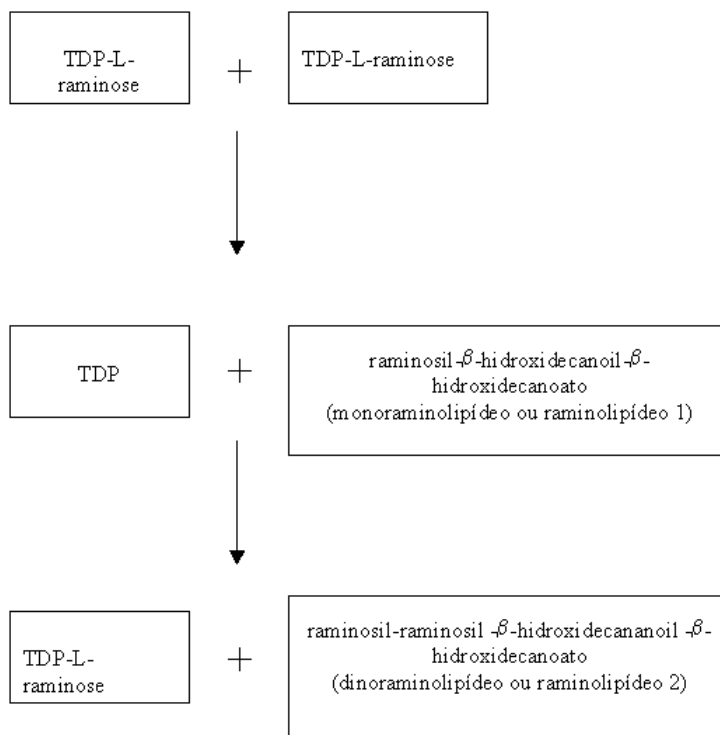 TDP-L-
raminose
+
TDP-L-raminose
TDP
+
raminosil-β-hidroxidecanoil-β-
hidroxidecanoato
(monoraminolipídeo ou raminolipídeo 1)
TDP-L-
raminose
+
raminosil-raminosil -β-hidroxidecananoil -β-
hidroxidecanoato
(dinoraminolipídeo ou raminolipídeo 2)